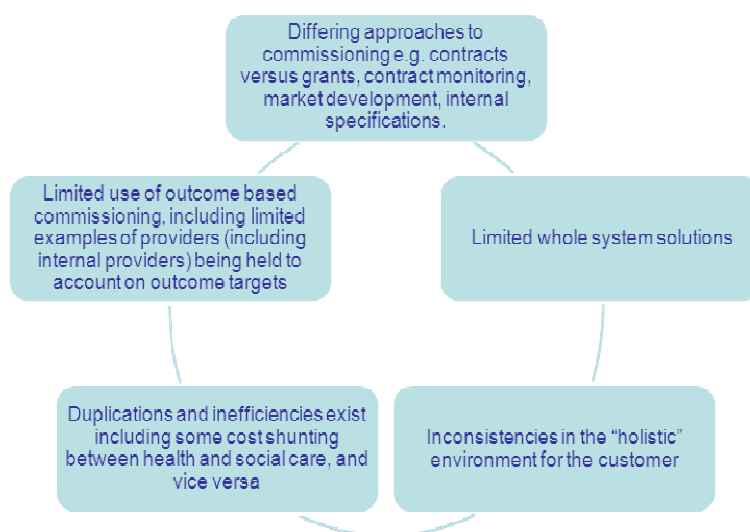 Differing approaches to
commissioning e.g. contracts
versus grants, contract monitoring,
market development, internal
specifications.
Limited use of outcome based
commissioning, including limited
examples of providers (including
internal providers) being held to
account on outcome targets
Limited whole system solutions
Duplications and inefficiencies exist
including some cost shunting
between health and social care, and
vice versa
Inconsistencies in the “holistic”
environment for the customer